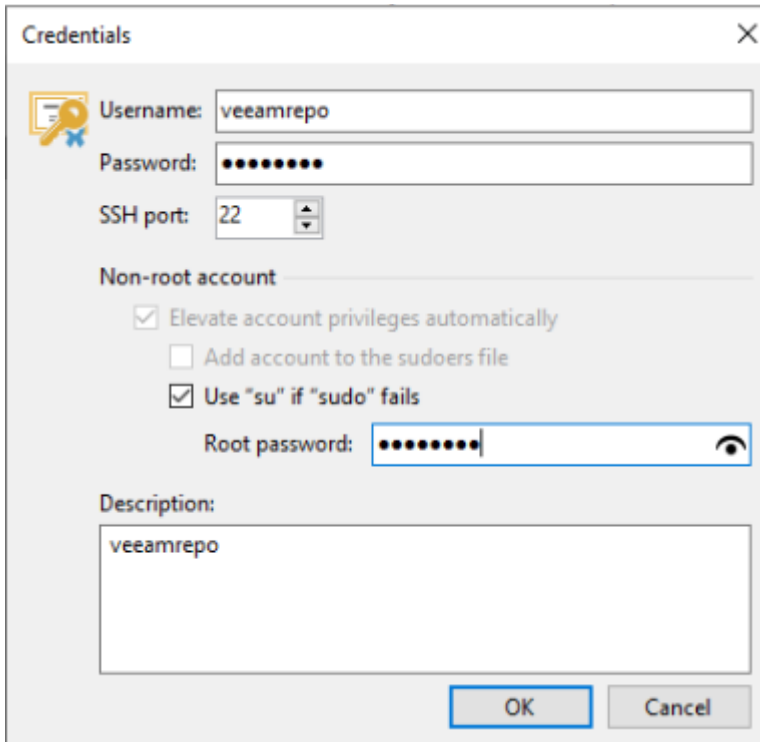 Credentials
Username: veeamrepo
Password: ●●●●●●●●
SSH port: 22
Non-root account
Elevate account privileges automatically
Add account to the sudoers file
Use “su” if “sudo” fails
Root password: ●●●●●●●●
Description:
veeamrepo
OK Cancel